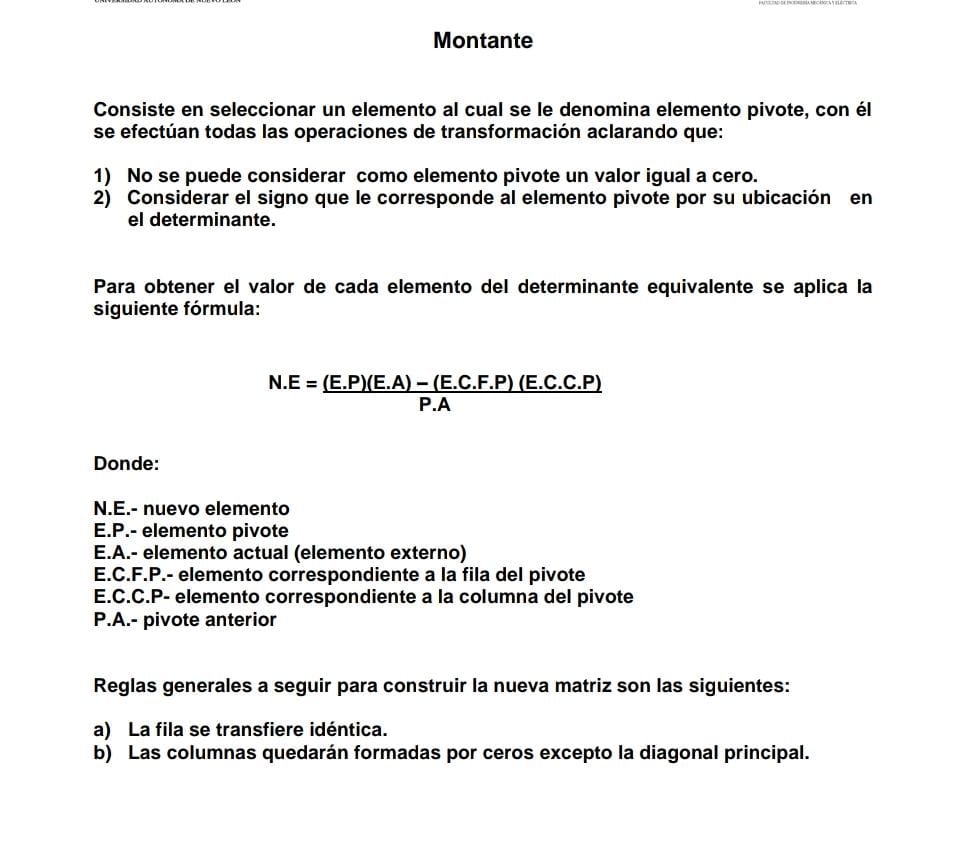 UNIVERSIDAD AUTÓNOMA DE NUEVO LEÓN
FACULTAD DE INGENIERÍA MECÁNICA Y ELÉCTRICA
Montante
Consiste en seleccionar un elemento al cual se le denomina elemento pivote, con él
se efectúan todas las operaciones de transformación aclarando que:
1) No se puede considerar como elemento pivote un valor igual a cero.
2) Considerar el signo que le corresponde al elemento pivote por su ubicación en
el determinante.
Para obtener el valor de cada elemento del determinante equivalente se aplica la
siguiente fórmula:
N.E = (E.P)(E.A) – (E.C.F.P) (E.C.C.P)
P.A
Donde:
N.E.- nuevo elemento
E.P.- elemento pivote
E.A.- elemento actual (elemento externo)
E.C.F.P.- elemento correspondiente a la fila del pivote
E.C.C.P- elemento correspondiente a la columna del pivote
P.A.- pivote anterior
Reglas generales a seguir para construir la nueva matriz son las siguientes:
a) La fila se transfiere idéntica.
b) Las columnas quedarán formadas por ceros excepto la diagonal principal.